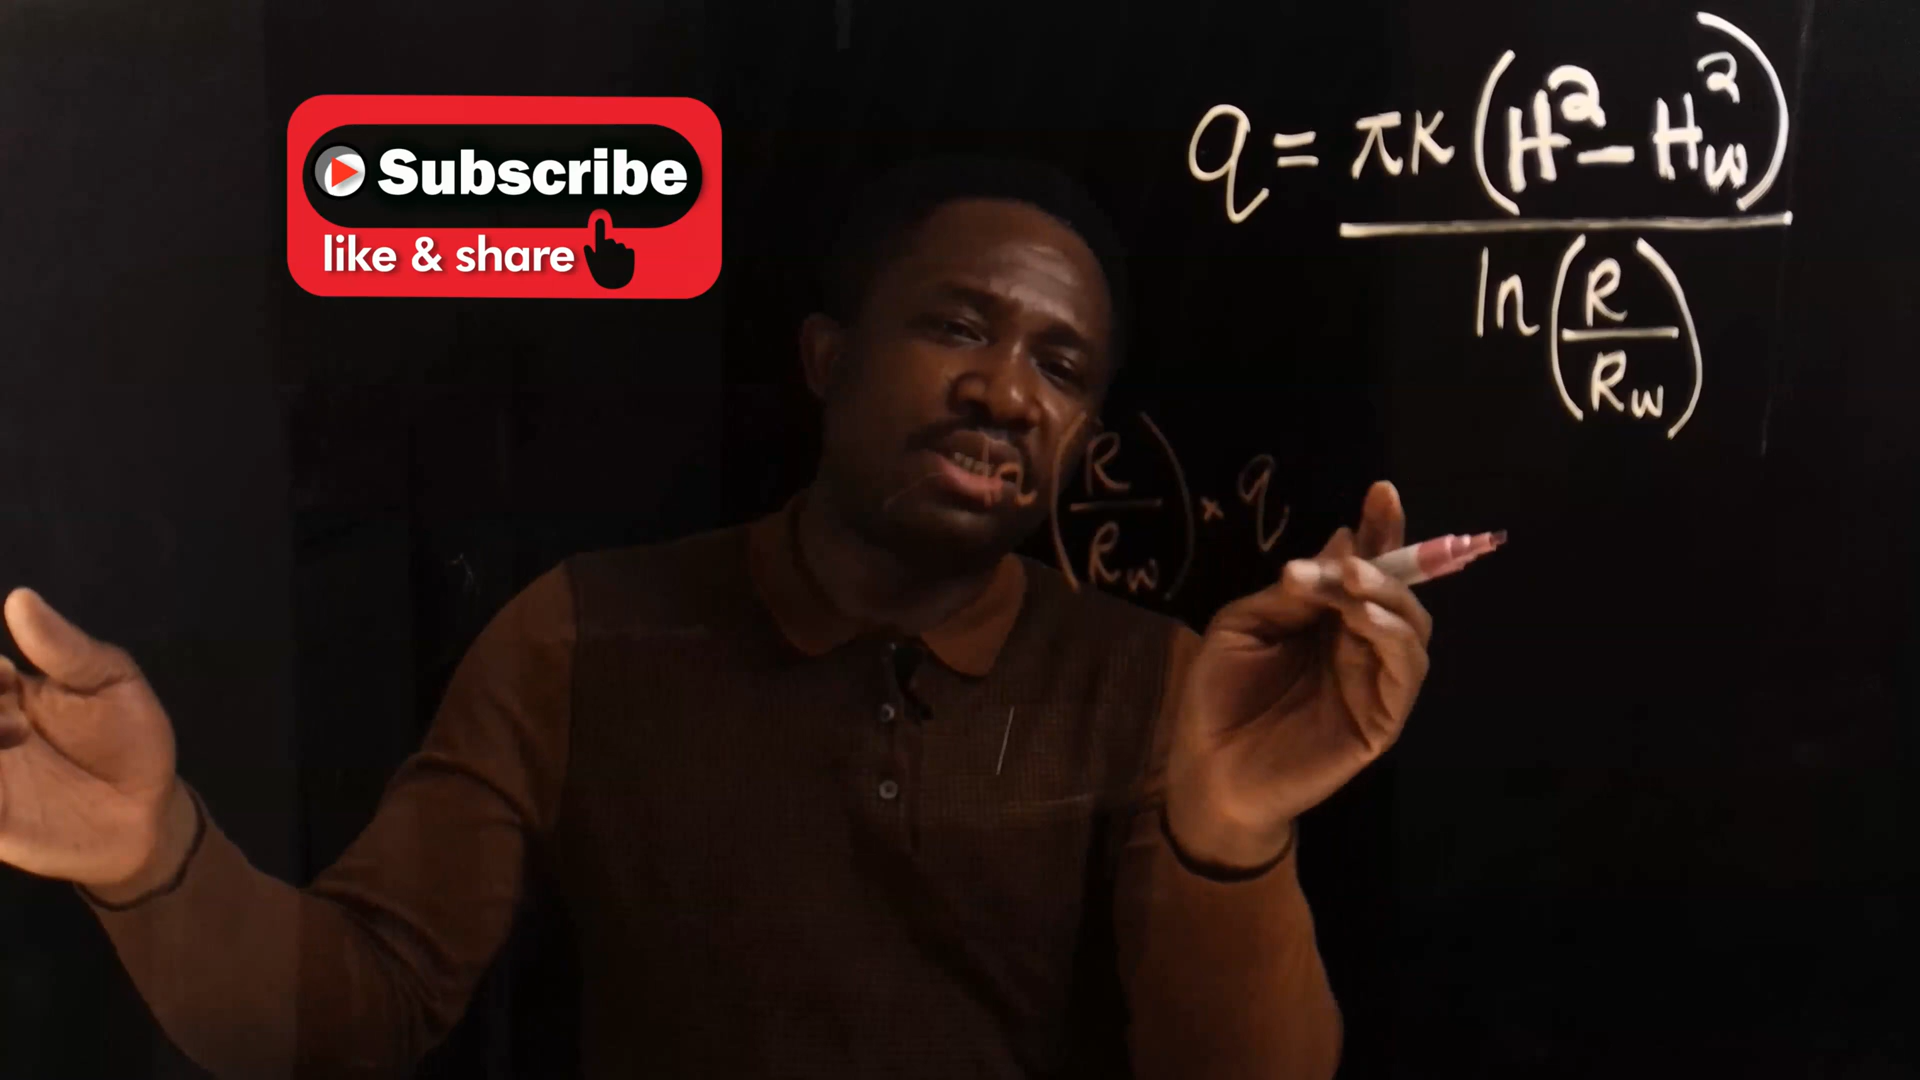 Subscribe
like & share
q = πK (H² - Hw²)
ln (R
Rw)
ln (R
Rw) × q